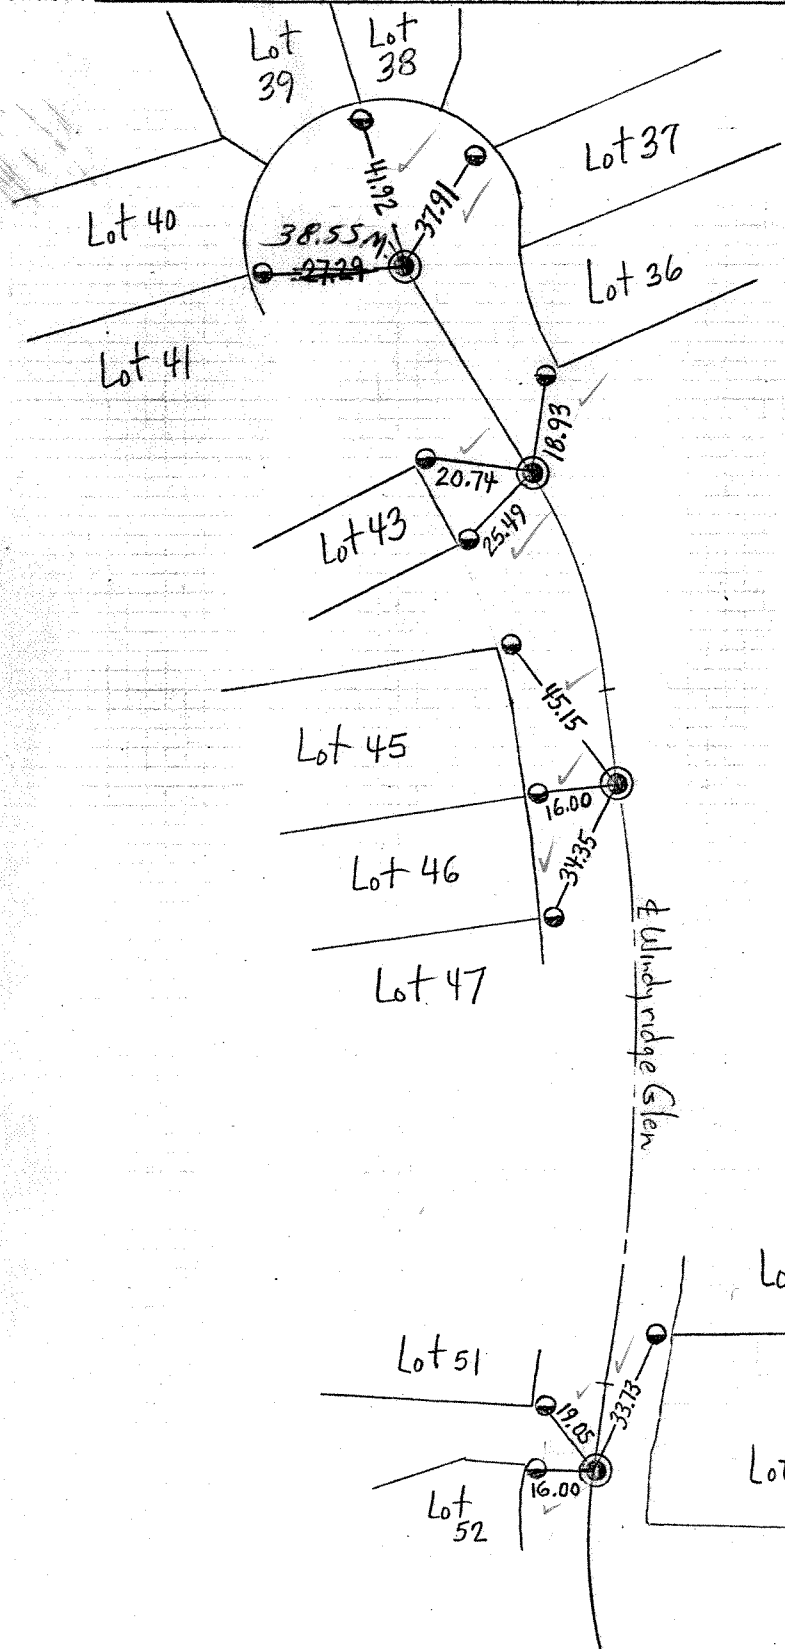 Lot
39
Lot
38
Lot 37
Lot 40
41.92
37.91
38.55M
27.29
Lot 36
Lot 41
18.93
20.74
25.49
Lot 43
45.15
Lot 45
16.00
34.35
Lot 46
Lot 47
℄ Windyridge Glen
Lo
Lot 51
19.05
33.73
16.00
Lot
52
Lot